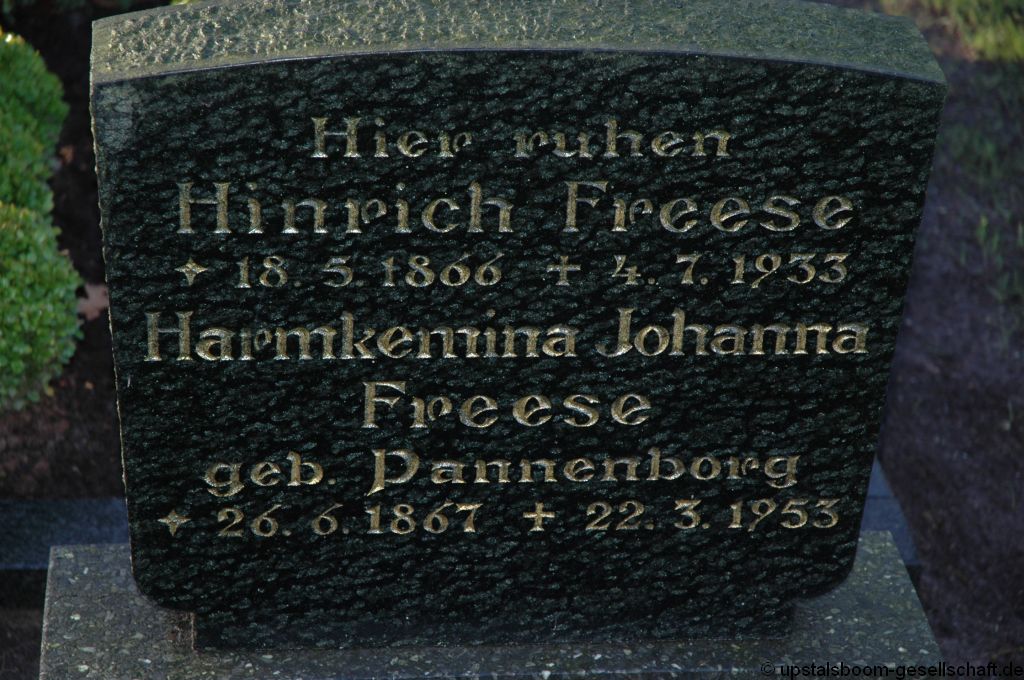 Hier ruhen
Hinrich Freese
✶ 18. 5. 1866 ✝ 4. 7. 1933
Harmkemina Johanna
Freese
geb. Pannenborg
✶ 26. 6. 1867 ✝ 22. 3. 1953
© upstalsboom-gesellschaft.de